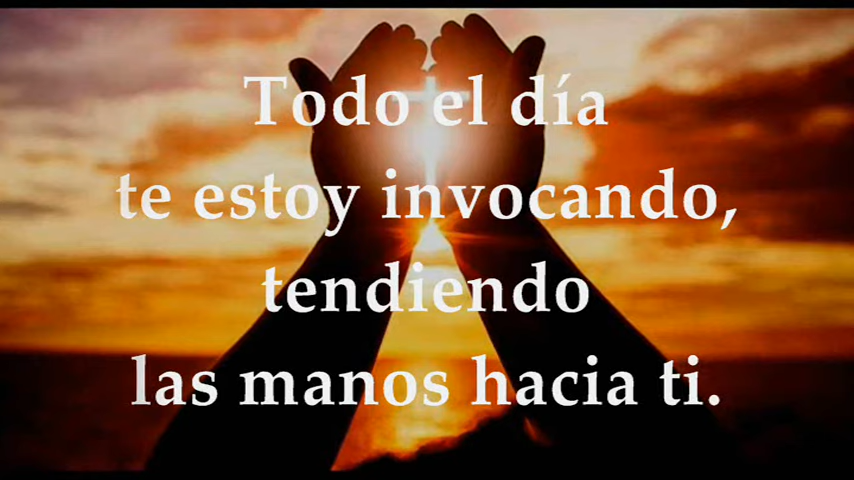 Todo el día
te estoy invocando,
tendiendo
las manos hacia ti.